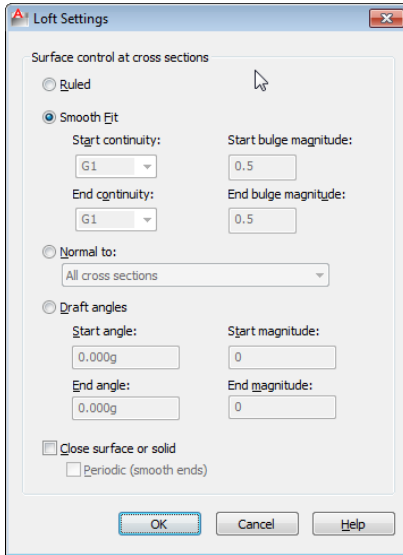 Loft Settings
Surface control at cross sections
Ruled
Smooth Fit
Start continuity: Start bulge magnitude:
G1 0.5
End continuity: End bulge magnitude:
G1 0.5
Normal to:
All cross sections
Draft angles
Start angle: Start magnitude:
0.000g 0
End angle: End magnitude:
0.000g 0
Close surface or solid
Periodic (smooth ends)
OK Cancel Help